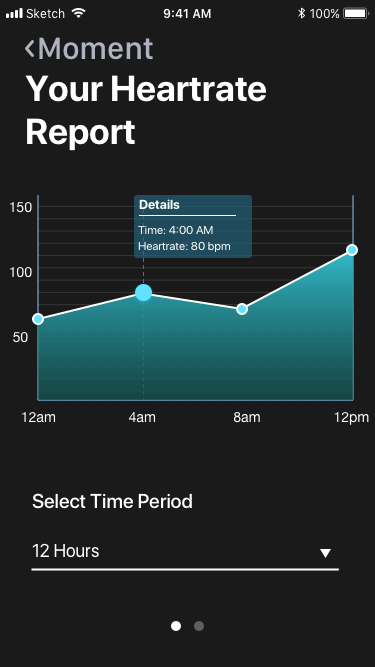 Sketch 9:41 AM 100%
Moment
Your Heartrate
Report
Details
Time: 4:00 AM
Heartrate: 80 bpm
150
100
50
12am 4am 8am 12pm
Select Time Period
12 Hours